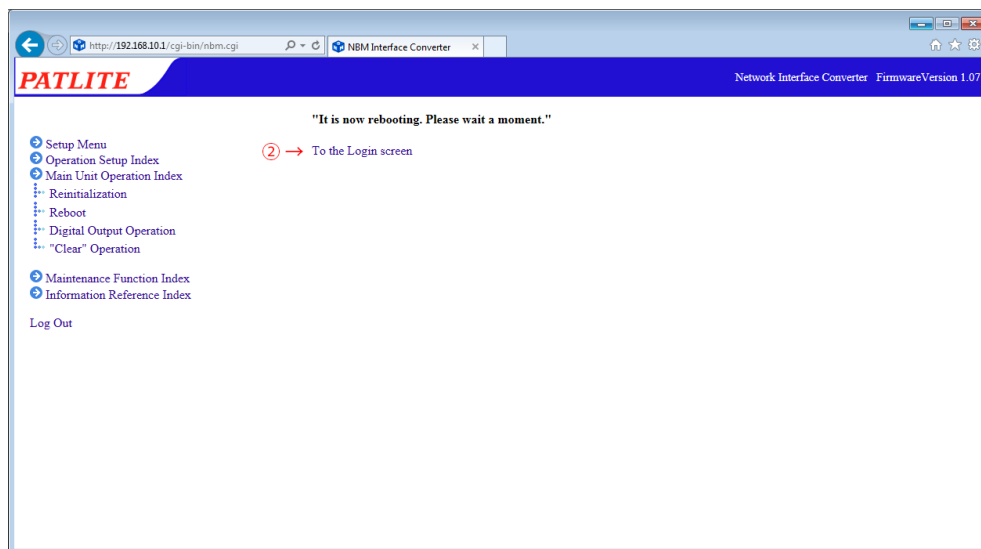 http://192.168.10.1/cgi-bin/nbm.cgi
NBM Interface Converter
PATLITE
Network Interface Converter FirmwareVersion 1.07
"It is now rebooting. Please wait a moment."
Setup Menu
② → To the Login screen
Operation Setup Index
Main Unit Operation Index
Reinitialization
Reboot
Digital Output Operation
"Clear" Operation
Maintenance Function Index
Information Reference Index
Log Out